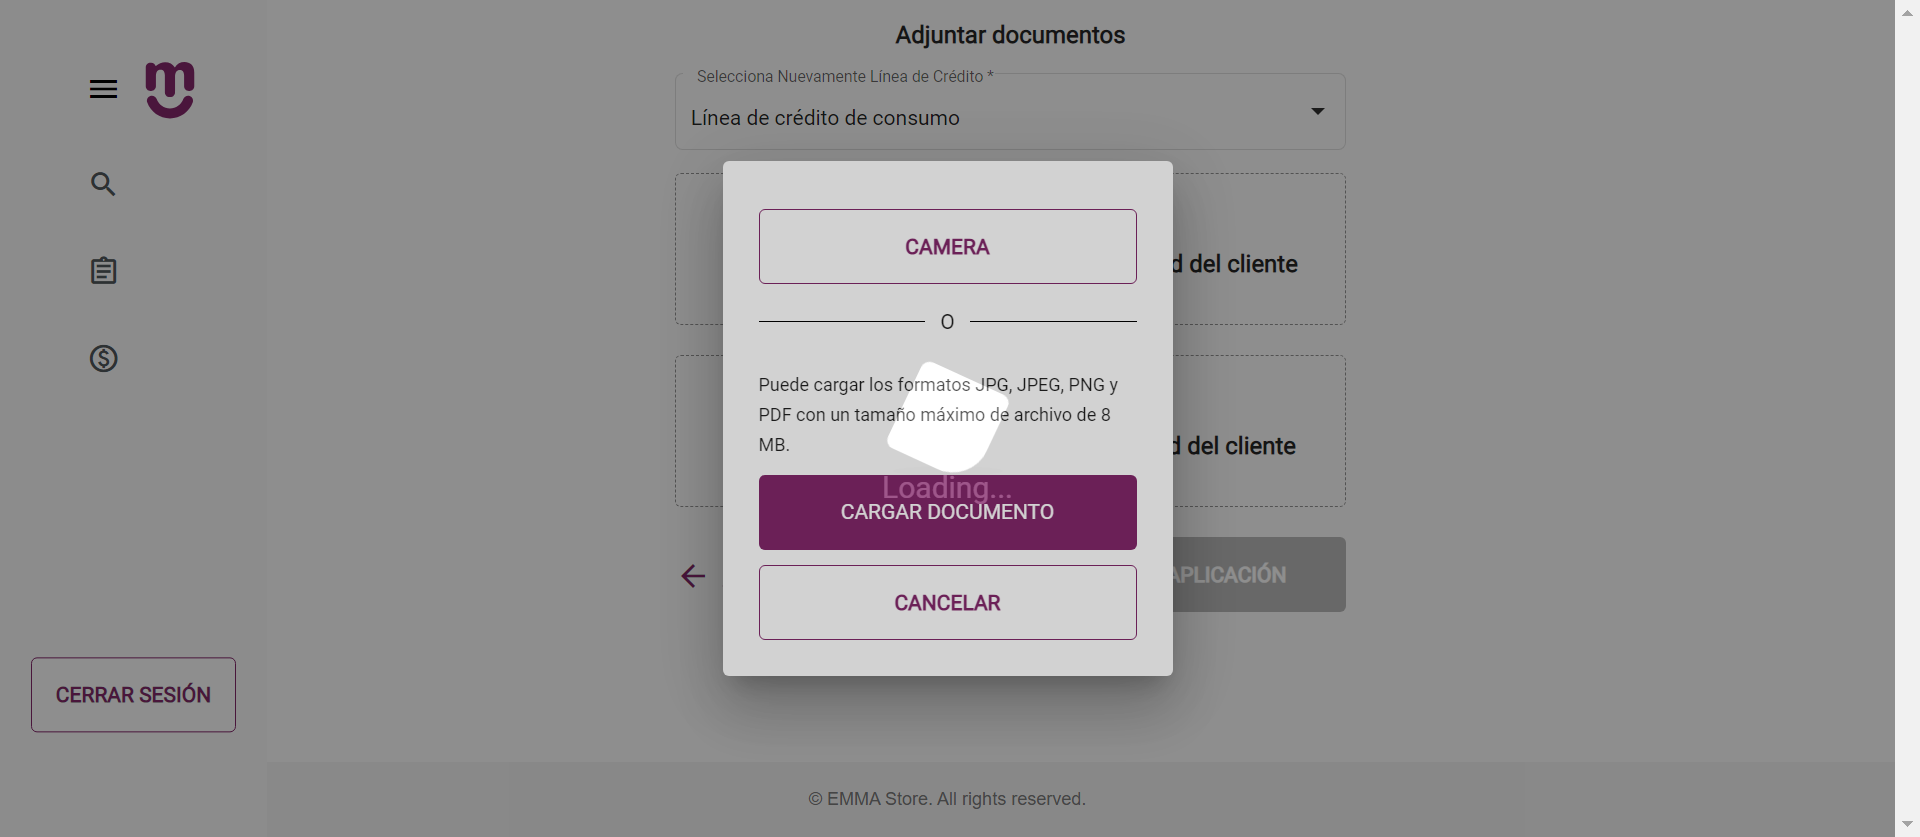 Adjuntar documentos
Selecciona Nuevamente Línea de Crédito *
Línea de crédito de consumo
CAMERA
del cliente
O
Puede cargar los formatos JPG, JPEG, PNG y
PDF con un tamaño máximo de archivo de 8
MB.
del cliente
Loading...
CARGAR DOCUMENTO
APLICACIÓN
CANCELAR
CERRAR SESIÓN
© EMMA Store. All rights reserved.